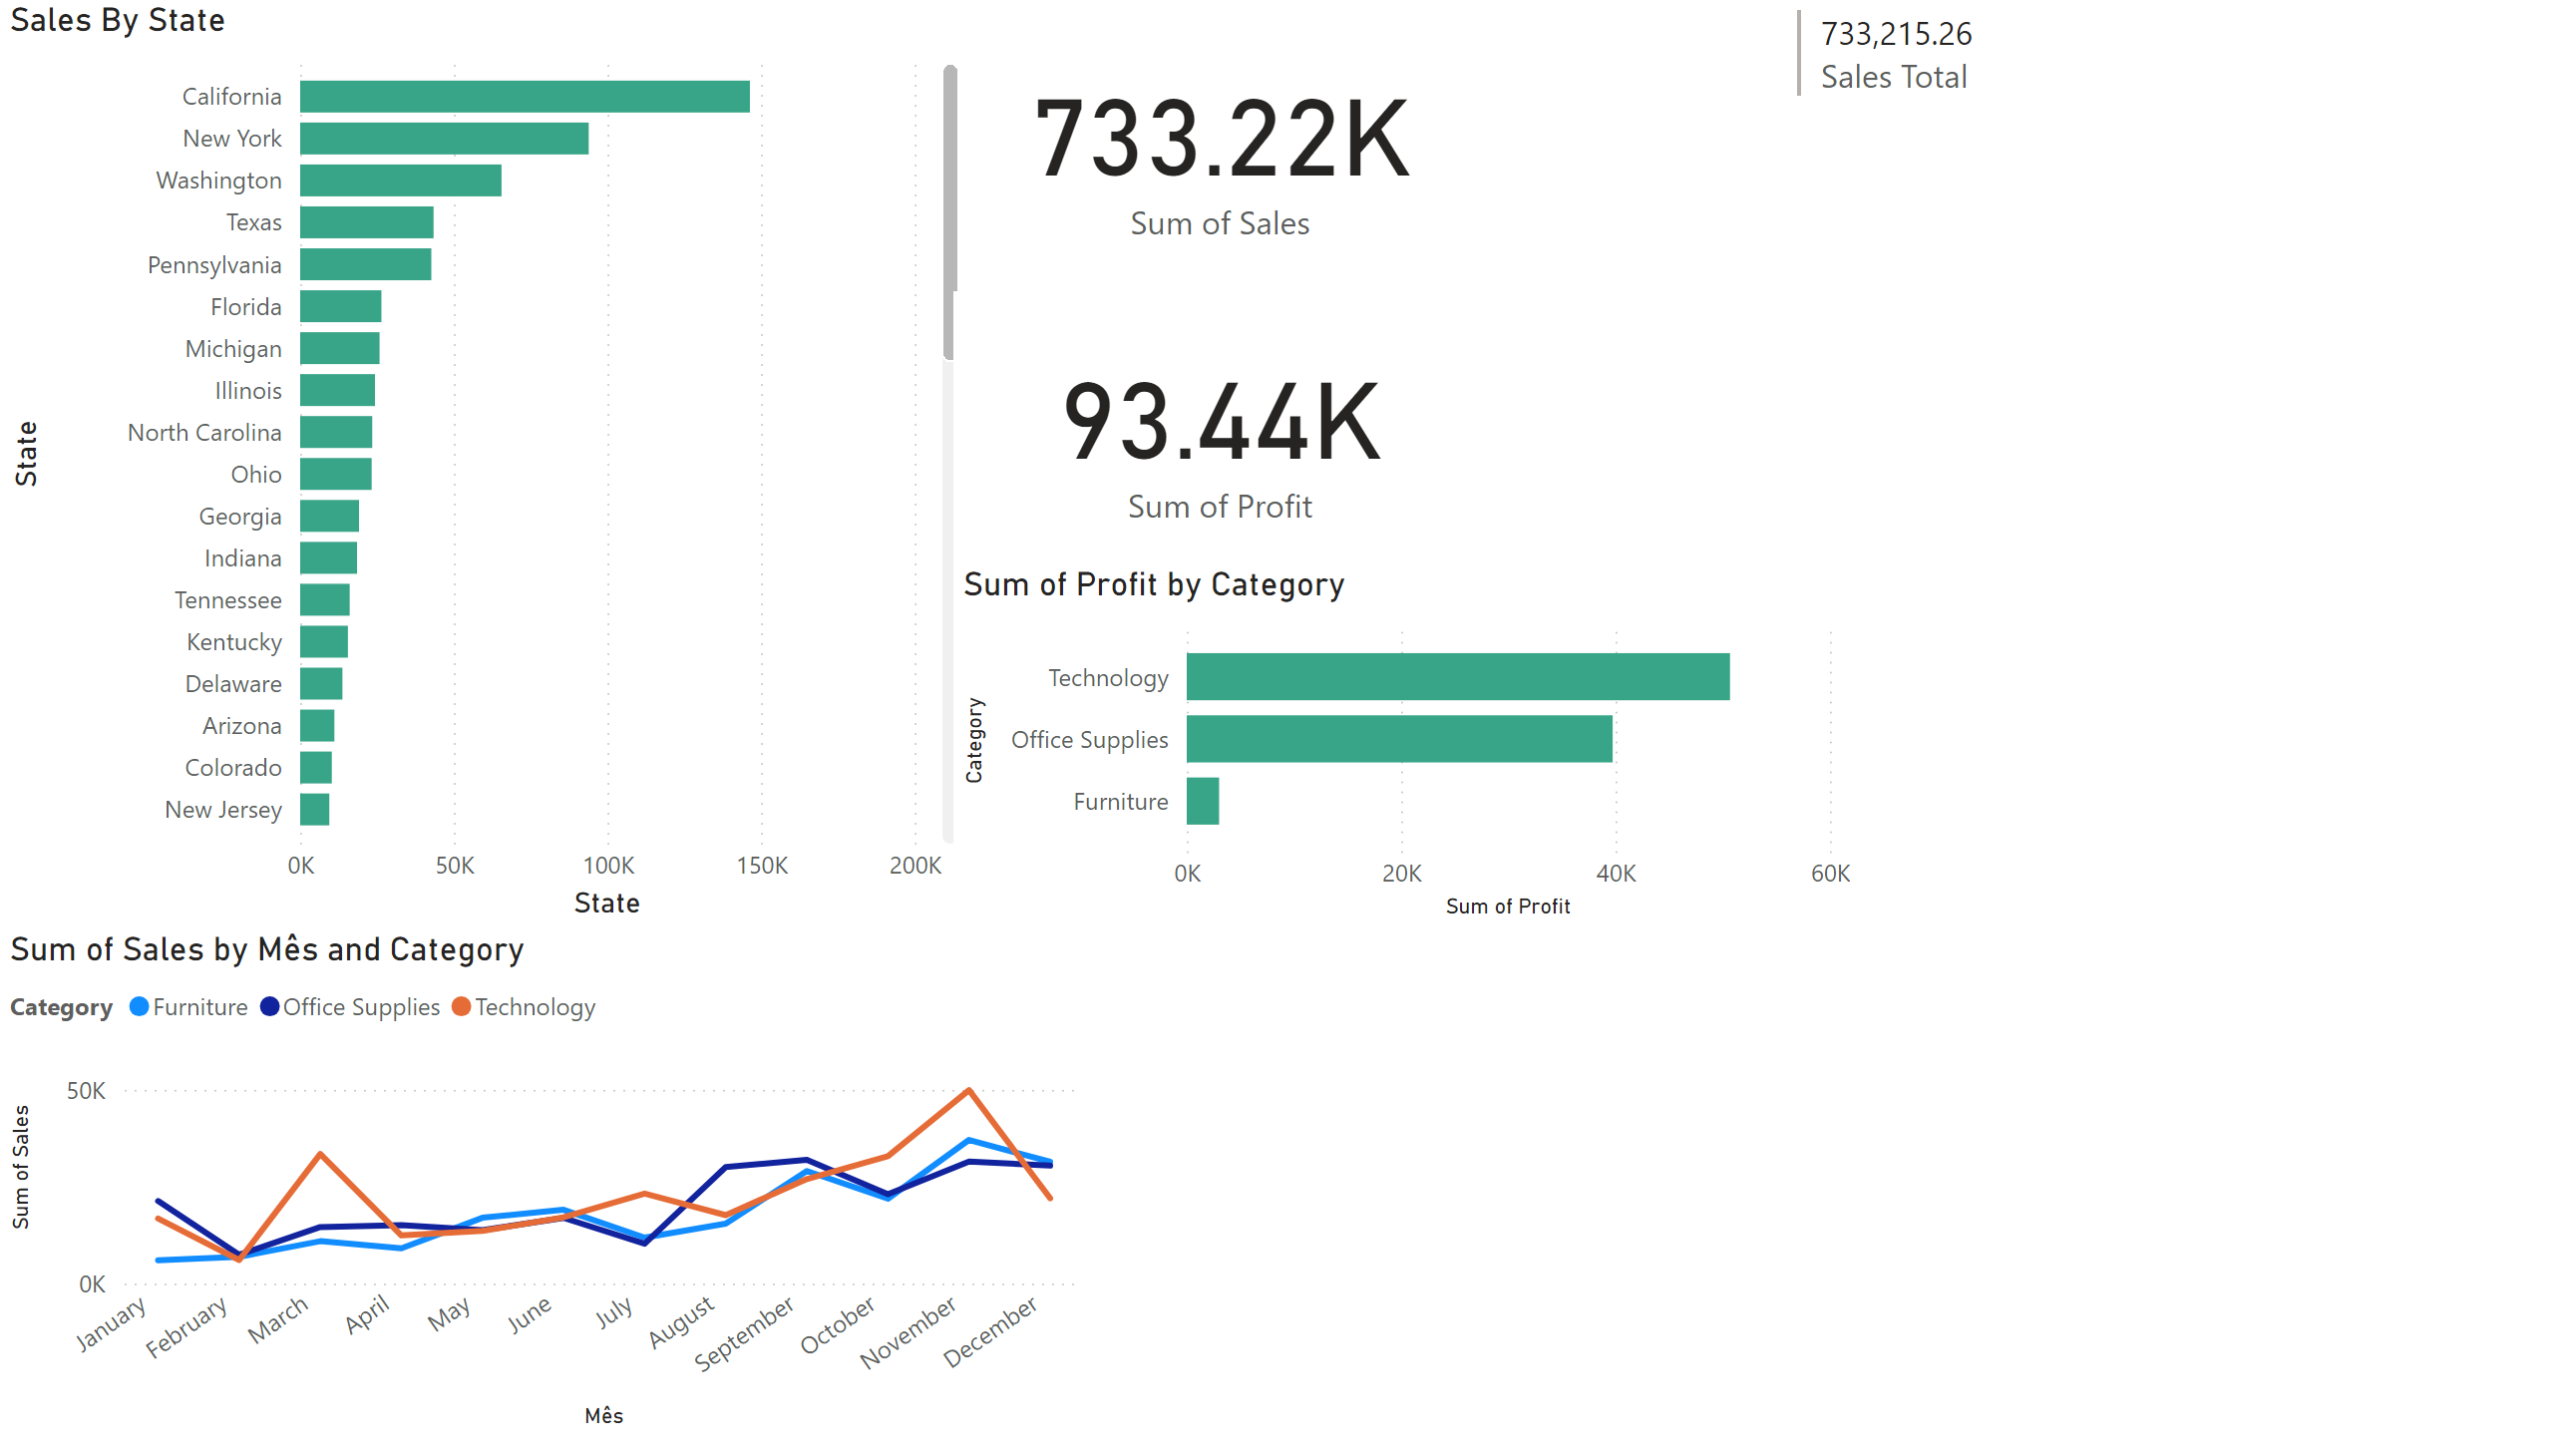 Sales By State
State
California
New York
Washington
Texas
Pennsylvania
Florida
Michigan
Illinois
North Carolina
Ohio
Georgia
Indiana
Tennessee
Kentucky
Delaware
Arizona
Colorado
New Jersey
0K 50K 100K 150K 200K
State
733.22K
Sum of Sales
733,215.26
Sales Total
93.44K
Sum of Profit
Sum of Profit by Category
Category
Technology
Office Supplies
Furniture
0K 20K 40K 60K
Sum of Profit
Sum of Sales by Mês and Category
Category Furniture Office Supplies Technology
Sum of Sales
50K
0K
January February March April May June July August September October November December
Mês